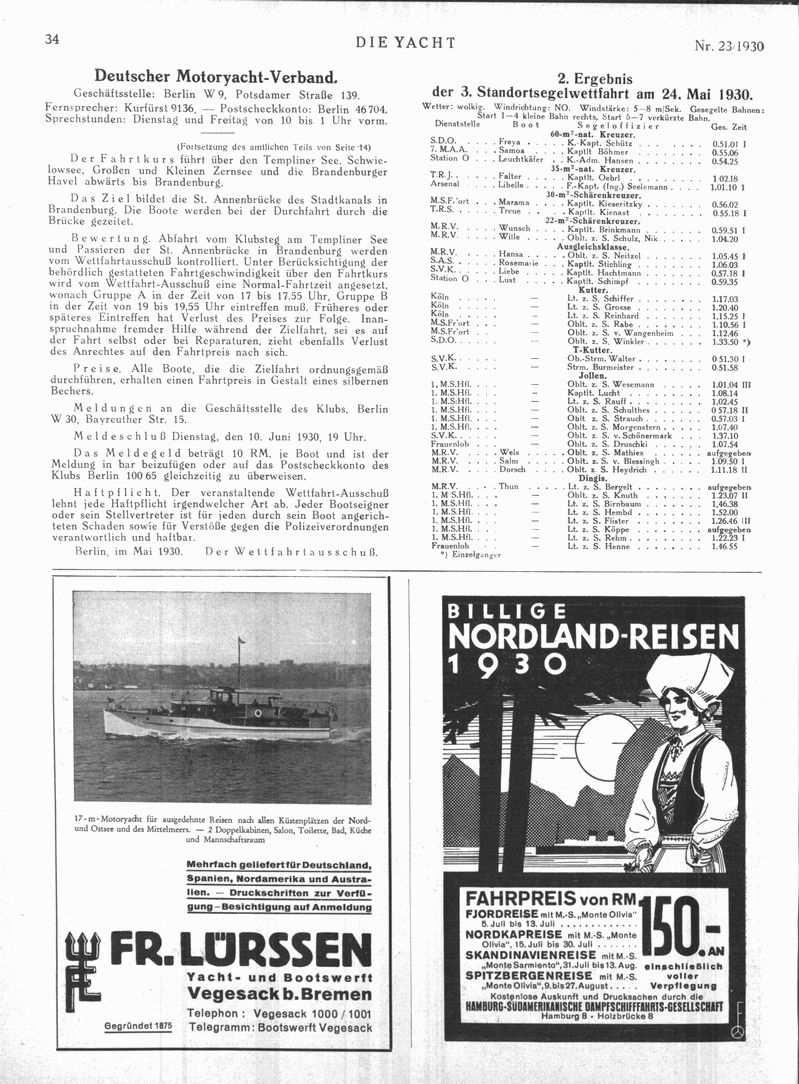 34
DIE YACHT
Nr. 23/1930
Deutscher Motoryacht-Verband.
Geschäftsstelle: Berlin W 9, Potsdamer Straße 139.
Fernsprecher: Kurfürst 9136. — Postscheckkonto: Berlin 46 704.
Sprechstunden: Dienstag und Freitag von 10 bis 1 Uhr vorm.
(Fortsetzung des amtlichen Teils von Seite 14)
Der Fahrtkurs führt über den Templiner See, Schwie-
lowsee, Großen und Kleinen Zernsee und die Brandenburger
Havel abwärts bis Brandenburg.
Das Ziel bildet die St. Annenbrücke des Stadtkanals in
Brandenburg. Die Boote werden bei der Durchfahrt durch die
Brücke gezeitet.
Bewertung. Abfahrt vom Klubsteg am Templiner See
und Passieren der St. Annenbrücke in Brandenburg werden
vom Wettfahrtausschuß kontrolliert. Unter Berücksichtigung der
behördlich gestatteten Fahrtgeschwindigkeit über den Fahrtkurs
wird vom Wettfahrt-Ausschuß eine Normal-Fahrtzeit angesetzt,
wonach Gruppe A in der Zeit von 17 bis 17,55 Uhr, Gruppe B
in der Zeit von 19 bis 19,55 Uhr eintreffen muß. Früheres oder
späteres Eintreffen hat Verlust des Preises zur Folge. Inan-
spruchnahme fremder Hilfe während der Zielfahrt, sei es auf
der Fahrt selbst oder bei Reparaturen, zieht ebenfalls Verlust
des Anrechtes auf den Fahrtpreis nach sich.
Preise. Alle Boote, die die Zielfahrt ordnungsgemäß
durchführen, erhalten einen Fahrtpreis in Gestalt eines silbernen
Bechers.
Meldungen an die Geschäftsstelle des Klubs, Berlin
W 30, Bayreuther Str. 15.
Meldeschluß Dienstag, den 10. Juni 1930, 19 Uhr.
Das Meldegeld beträgt 10 RM. je Boot und ist der
Meldung in bar beizufügen oder auf das Postscheckkonto des
Klubs Berlin 100 65 gleichzeitig zu überweisen.
Haftpflicht. Der veranstaltende Wettfahrt-Ausschuß
lehnt jede Haftpflicht irgendwelcher Art ab. Jeder Bootseigner
oder sein Stellvertreter ist für jeden durch sein Boot angerich-
teten Schaden sowie für Verstöße gegen die Polizeiverordnungen
verantwortlich und haftbar.
Berlin, im Mai 1930. Der Wettfahrtausschuß.
2. Ergebnis
der 3. Standortsegelwettfahrt am 24. Mai 1930.
Wetter: wolkig. Windrichtung: NO. Windstärke: 5—8 m/Sek. Gesegelte Bahnen:
Start 1—4 kleine Bahn rechts, Start 5—7 verkürzte Bahn.
Dienststelle Boot Segeloffizier Ges. Zeit
60-m²-nat. Kreuzer.
S.D.O. . . . . Freya . . . . . K.-Kapt. Schütz . . . . . . . . 0.51.01 I
7. M.A.A. . . . Samoa . . . . . Kaptlt Böhmer . . . . . . . . 0.55.06
Station O . . . Leuchtkäfer . . K.-Adm. Hansen . . . . . . . . 0.54.25
35-m²-nat. Kreuzer.
T.R.J. . . . . Falter . . . . . Kaptlt. Oehrl . . . . . . . . 1 02.18
Arsenal . . . . Libelle . . . . . F.-Kapt. (Ing.) Seelemann . . . . 1.01.10 1
30-m²-Schärenkreuzer.
M.S.Fr.'ort . . . Marama . . . . Kaptlt. Kieseritzky . . . . . . 0.56.02
T.R.S. . . . . Treue . . . . . Kaptlt. Kienast . . . . . . . . 0.55.18 I
22-m²-Schärenkreuzer.
M.R.V. . . . . Wunsch . . . . Kaptlt. Brinkmann . . . . . . . 0.59.51 I
M.R.V. . . . . Wille . . . . . Oblt. z. S. Schulz, Nik . . . . . 1.04.20
Ausgleichsklasse.
M.R.V. . . . . Hansa . . . . . Oblt. z. S. Neitzel . . . . . . . 1.05.45 I
S.A.S. . . . . Rosemarie . . . Kaptlt. Stichling . . . . . . . . 1.06.03
S.V.K. . . . . Liebe . . . . . Kaptlt. Hachtmann . . . . . . . 0.57.18 I
Station O . . . Lust . . . . . Kaptlt. Schimpf . . . . . . . . 0.59.35
Kutter.
Köln . . . — Lt. z. S. Schiffer . . . . . . . . 1.17.03
Köln . . . — Lt. z. S. Grosse . . . . . . . . 1.20.40
Köln . . . — Lt. z. S. Reinhard . . . . . . . 1.15.25 I
M.S.Fr'ort . . . — Oblt. z. S. Rabe . . . . . . . . 1.10.56 I
M.S.Fr'ort . . . — Oblt. z. S. v. Wangenheim . . . . 1.12.46
S.D.O. . . . — Oblt. z. S. Winkler . . . . . . . 1.33.50 *)
T-Kutter.
S.V.K. . . . . — Ob.-Strm. Walter . . . . . . . . 0 51.30 I
S.V.K. . . . . — Strm. Burmeister . . . . . . . . 0.51.58
Jollen.
1. M.S.Hfl. . . . — Oblt. z. S. Wesemann . . . . . 1.01.04 III
1. M.S.Hfl. . . . — Kaptlt. Lucht . . . . . . . . 1.08.14
1. M.S.Hfl. . . . — Lt. z. S. Rauff . . . . . . . . 1.02.45
1. M.S.Hfl. . . . — Oblt. z. S. Schulthes . . . . . . 0 57.18 II
1. M.S.Hfl. . . . — Oblt z. S. Strauch . . . . . . . 0.57.03 I
1. M.S.Hfl. . . . — Oblt. z. S. Morgenstern . . . . . 1.07.40
S.V.K. . . . . — Oblt. z. S. v. Schönermark . . . 1.37.10
Frauenlob . . . — Oblt. z. S. Druschki . . . . . . 1.07.54
M.R.V. . . . . Wels . . . . . Oblt. z. S. Mathies . . . . . aufgegeben
M.R.V. . . . . Salm . . . . . Oblt. z. S. v. Blessingh . . . . . 1.09.50 I
M.R.V. . . . . Dorsch . . . . Oblt. z. S. Heydrich . . . . . . 1.11.18 II
Dingis.
M.R.V. . . . . Thun . . . . . Lt. z. S. Bergelt . . . . . . . . aufgegeben
1. M S.Hfl. . . . — Oblt. z. S. Knuth . . . . . . . 1.23.07 II
1. M.S.Hfl. . . . — Lt. z. S. Birnbaum . . . . . . . 1.46.38
1. M.S.Hfl. . . . — Lt. z. S. Hembd . . . . . . . . 1.52.00
1. M.S.Hfl. . . . — Lt. z. S. Flister . . . . . . . . 1.26.46 III
1. M.S.Hfl. . . . — Lt. z. S. Köppe . . . . . . . . aufgegeben
1. M.S.Hfl. . . . — Lt. z. S. Rehm . . . . . . . . 1.22.23 I
Frauenlob . . . — Lt. z. S. Henne . . . . . . . . 1.46.55
*) Einzelgänger
17-m-Motoryacht für ausgedehnte Reisen nach allen Küstenplätzen der Nord-
und Ostsee und des Mittelmeers. — 2 Doppelkabinen, Salon, Toilette, Bad, Küche
und Mannschaftsraum
Mehrfach geliefert für Deutschland,
Spanien, Nordamerika und Austra-
lien. — Druckschriften zur Verfü-
gung – Besichtigung auf Anmeldung
FR. LÜRSSEN
Yacht- und Bootswerft
Vegesack b. Bremen
Telephon: Vegesack 1000 / 1001
Gegründet 1875 Telegramm: Bootswerft Vegesack
BILLIGE
NORDLAND-REISEN
1930
FAHRPREIS von RM 150.- AN
FJORDREISE mit M.-S. „Monte Olivia"
5. Juli bis 13. Juli . . . . . . . . . . . .
NORDKAPREISE mit M.-S. „Monte
Olivia", 15. Juli bis 30. Juli . . . . . . .
SKANDINAVIENREISE mit M.-S.
„Monte Sarmiento", 31. Juli bis 13. Aug.
SPITZBERGENREISE mit M.-S.
„Monte Olivia", 9. bis 27. August . . . . .
einschließlich
voller
Verpflegung
Kostenlose Auskunft und Drucksachen durch die
HAMBURG-SÜDAMERIKANISCHE DAMPFSCHIFFFAHRTS-GESELLSCHAFT
Hamburg 8 • Holzbrücke 8